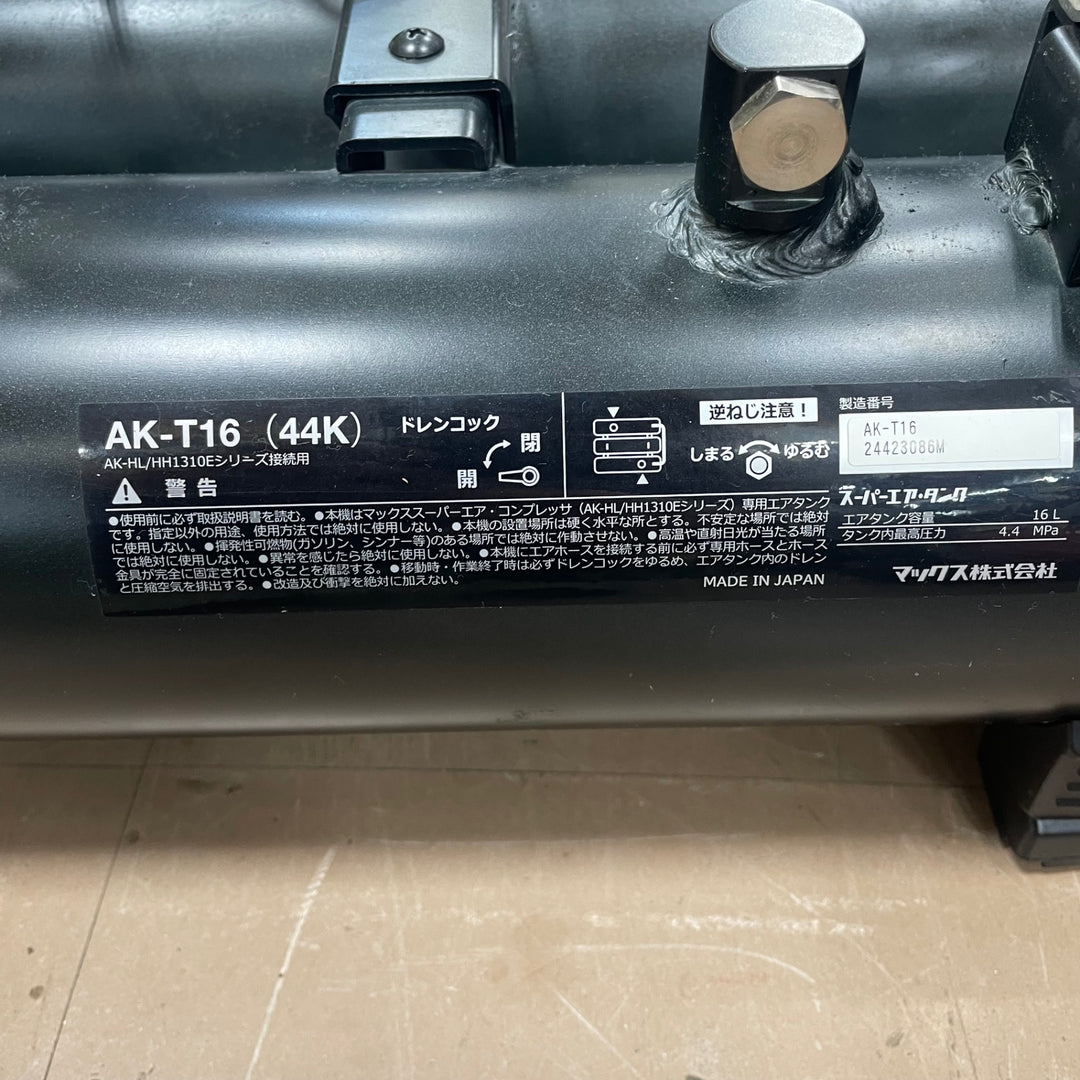 AK-T16 (44K)
AK-HL/HH1310Eシリーズ接続用
ドレンコック
閉
開
警告
逆ねじ注意!
しまる ゆるむ
製造番号
AK-T16
24423086M
●使用前に必ず取扱説明書を読む。●本機はマックススーパーエア・コンプレッサ(AK-HL/HH1310Eシリーズ)専用エアタンク
です。指定以外の用途、使用方法では絶対に使用しない。●本機の設置場所は硬く水平な所とする。不安定な場所では絶対
に使用しない。●揮発性可燃物(ガソリン、シンナー等)のある場所では絶対に作動させない。●高温や直射日光が当たる場所
では絶対に使用しない。●異常を感じたら絶対に使用しない。●本機にエアホースを接続する前に必ず専用ホースとホース
金具が完全に固定されていることを確認する。●移動時・作業終了時は必ずドレンコックをゆるめ、エアタンク内のドレン
と圧縮空気を排出する。●改造及び衝撃を絶対に加えない。
MADE IN JAPAN
スーパーエア・タンク
エアタンク容量 16 L
タンク内最高圧力 4.4 MPa
マックス株式会社